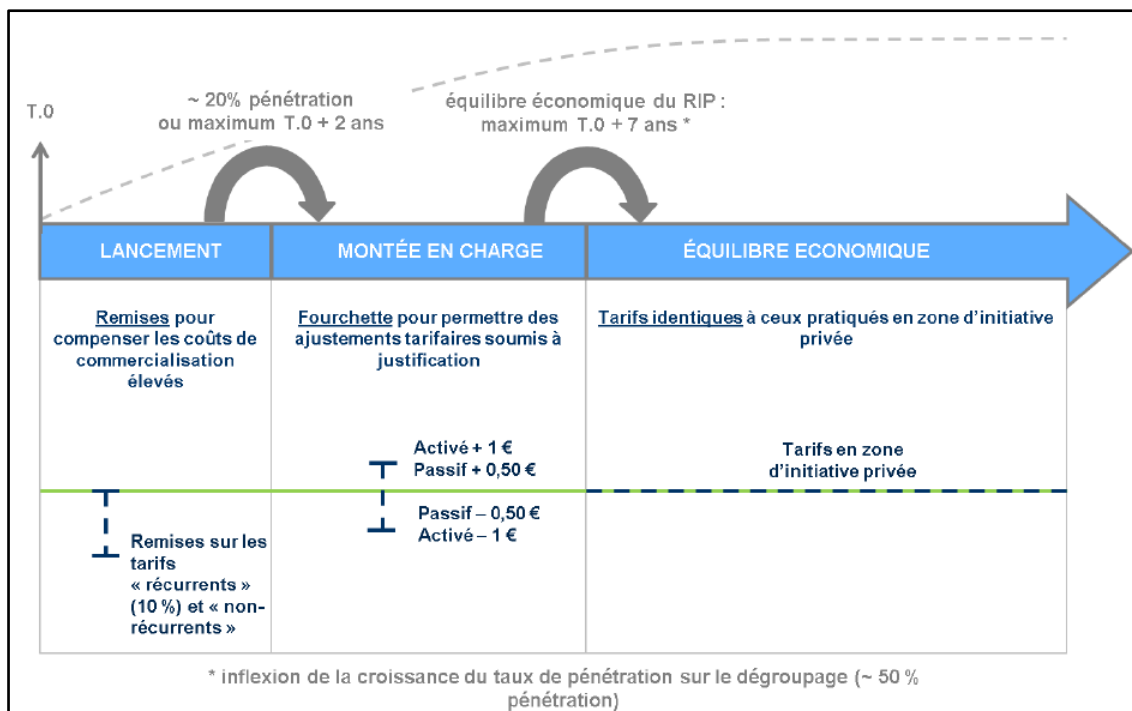 T.0
~ 20% pénétration
ou maximum T.0 + 2 ans
équilibre économique du RIP :
maximum T.0 + 7 ans *
LANCEMENT
MONTÉE EN CHARGE
ÉQUILIBRE ECONOMIQUE
Remises pour
compenser les coûts de
commercialisation
élevés
Fourchette pour permettre des
ajustements tarifaires soumis à
justification
Tarifs identiques à ceux pratiqués en zone d'initiative
privée
Activé + 1 €
Passif + 0,50 €
Passif – 0,50 €
Activé – 1 €
Tarifs en zone
d'initiative privée
Remises sur les
tarifs
« récurrents »
(10 %) et « non-
récurrents »
* inflexion de la croissance du taux de pénétration sur le dégroupage (~ 50 %
pénétration)